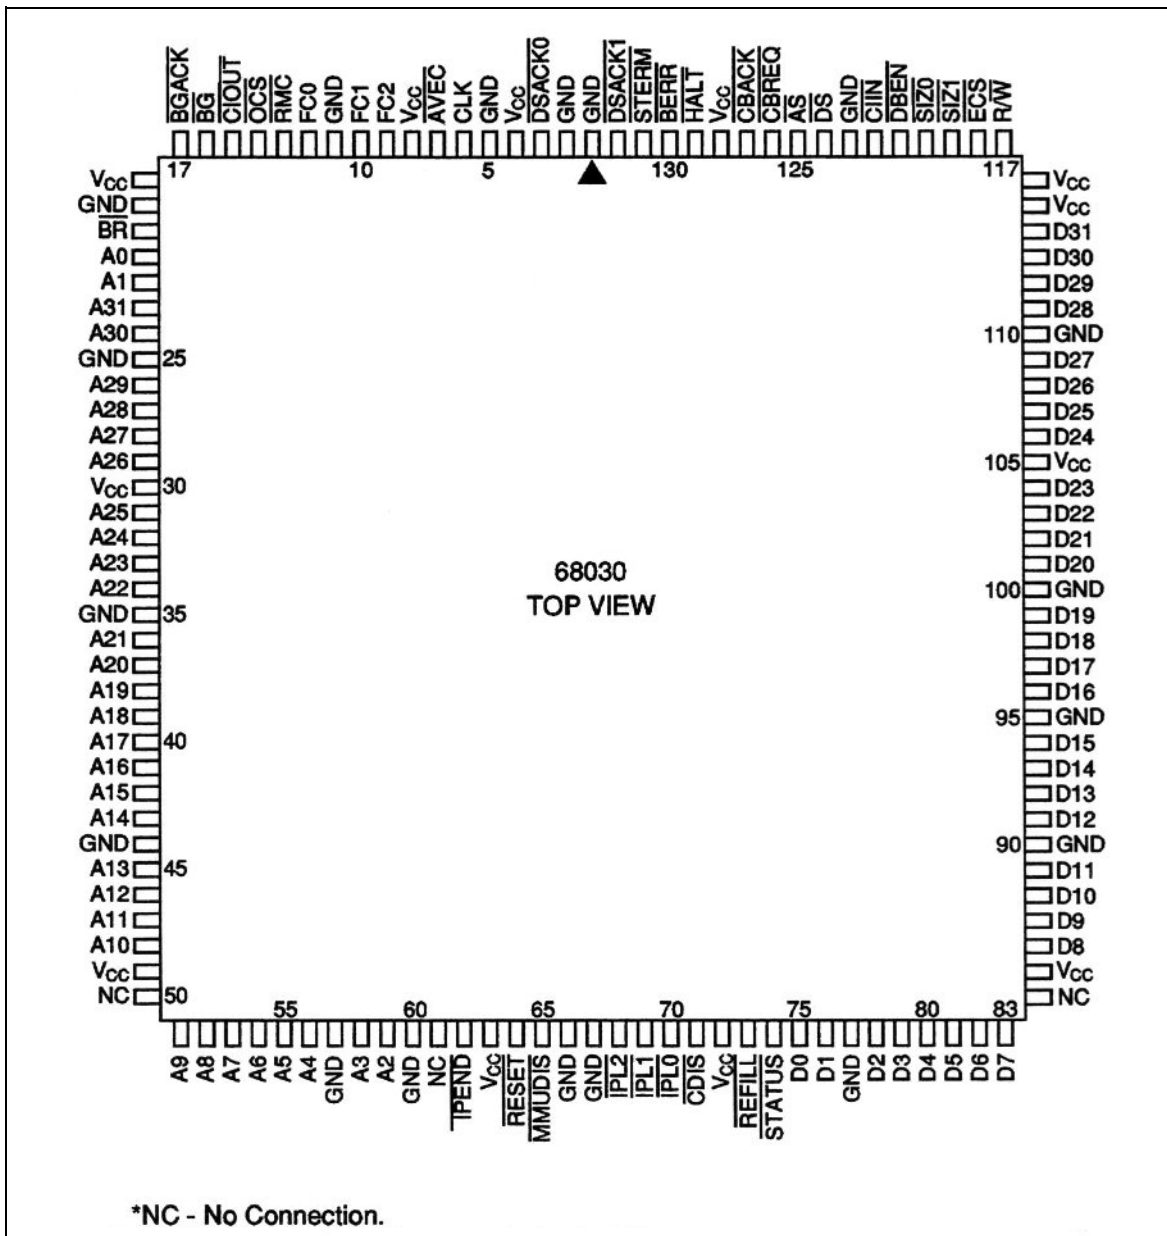 BGACK BG CIOUT OCS RMC FC0 GND FC1 FC2 VCC AVEC CLK GND VCC DSACK0 GND GND DSACK1 STERM BERR HALT VCC CBACK CBREQ AS DS GND CIIN DBEN SIZ0 SIZ1 ECS R/W
17 10 5 130 125 117
VCC
GND
BR
A0
A1
A31
A30
GND 25
A29
A28
A27
A26
VCC 30
A25
A24
A23
A22
GND 35
A21
A20
A19
A18
A17 40
A16
A15
A14
GND
A13 45
A12
A11
A10
VCC
NC 50
68030
TOP VIEW
VCC
VCC
D31
D30
D29
D28
110 GND
D27
D26
D25
D24
105 VCC
D23
D22
D21
D20
100 GND
D19
D18
D17
D16
95 GND
D15
D14
D13
D12
90 GND
D11
D10
D9
D8
VCC
NC
55 60 65 70 75 80 83
A9 A8 A7 A6 A5 A4 GND A3 A2 GND NC IPEND VCC RESET MMUDIS GND GND IPL2 IPL1 IPL0 CDIS VCC REFILL STATUS D0 D1 GND D2 D3 D4 D5 D6 D7
*NC - No Connection.